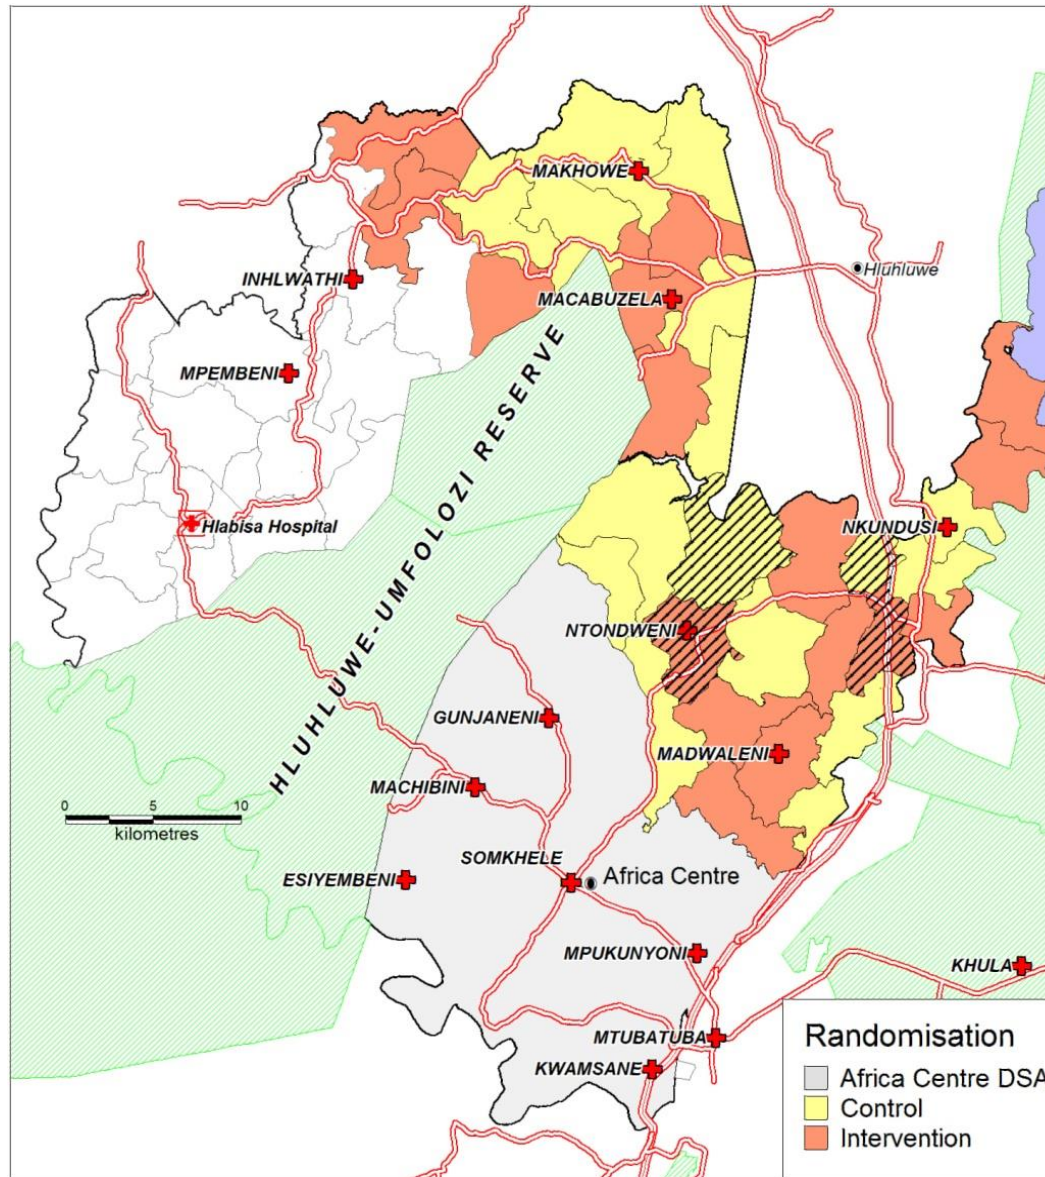 MAKHOWE
INHLWATHI
Hluhluwe
MACABUZELA
MPEMBENI
HLUHLUWE-UMFOLOZI RESERVE
Hlabisa Hospital
NKUNDUSI
NTONDWENI
GUNJANENI
MADWALENI
MACHIBINI
0 5 10
kilometres
SOMKHELE
ESIYEMBENI
Africa Centre
MPUKUNYONI
KHULA
MTUBATUBA
KWAMSANE
Randomisation
Africa Centre DSA
Control
Intervention